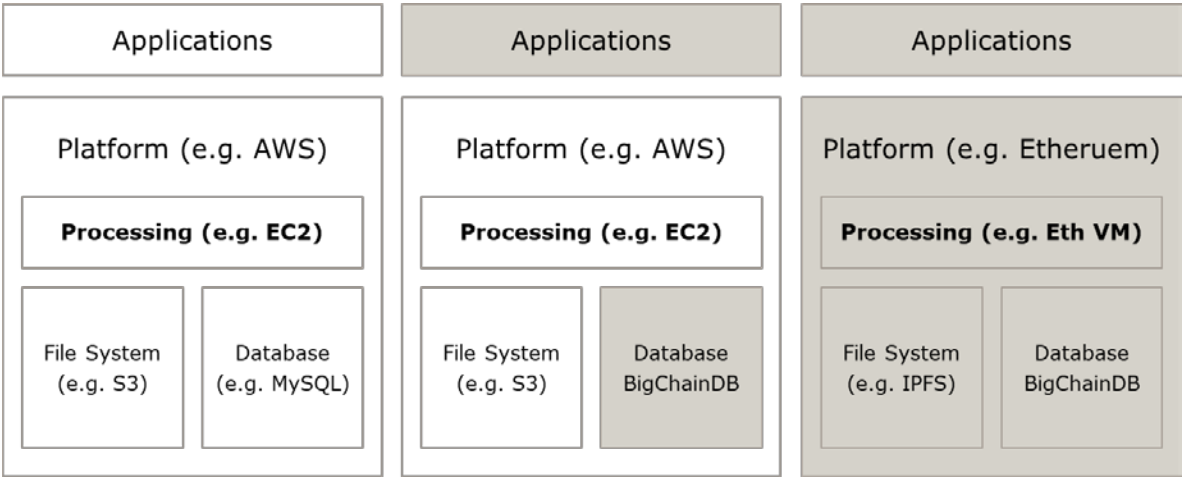 Applications
Platform (e.g. AWS)
Processing (e.g. EC2)
File System
(e.g. S3)
Database
(e.g. MySQL)
Applications
Platform (e.g. AWS)
Processing (e.g. EC2)
File System
(e.g. S3)
Database
BigChainDB
Applications
Platform (e.g. Etheruem)
Processing (e.g. Eth VM)
File System
(e.g. IPFS)
Database
BigChainDB